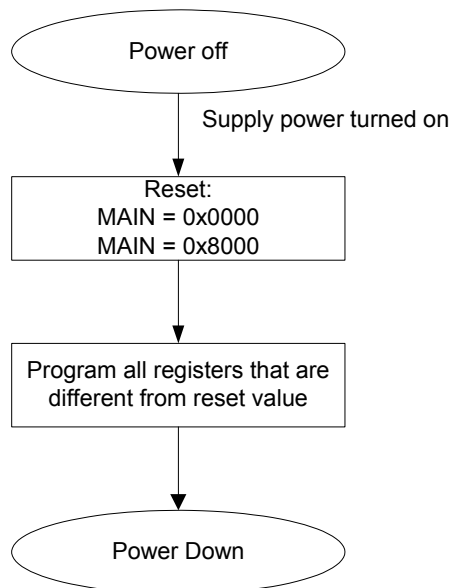 Power off
Supply power turned on
Reset:
MAIN = 0x0000
MAIN = 0x8000
Program all registers that are
different from reset value
Power Down